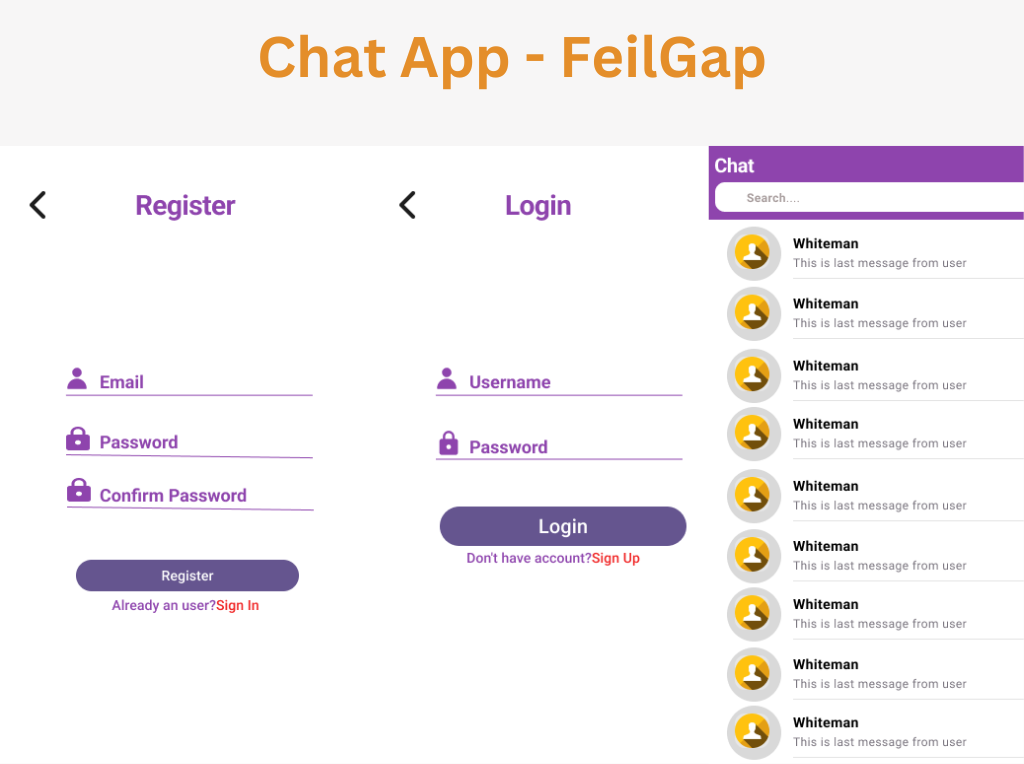 Chat App - FeilGap
Register
Email
Password
Confirm Password
Register
Already an user?Sign In
Login
Username
Password
Login
Don't have account?Sign Up
Chat
Search....
Whiteman
This is last message from user
Whiteman
This is last message from user
Whiteman
This is last message from user
Whiteman
This is last message from user
Whiteman
This is last message from user
Whiteman
This is last message from user
Whiteman
This is last message from user
Whiteman
This is last message from user
Whiteman
This is last message from user